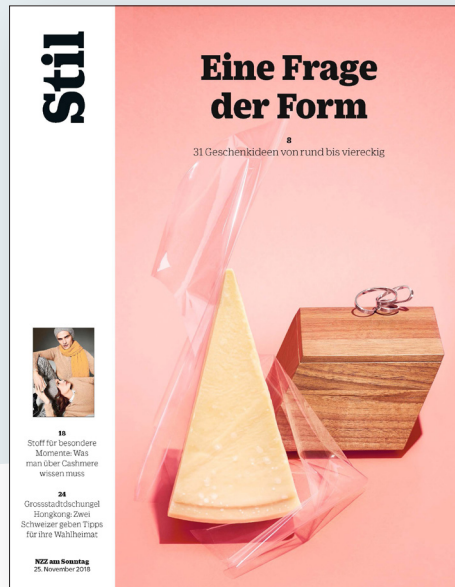 Stil
Eine Frage
der Form
8
31 Geschenkideen von rund bis viereckig
18
Stoff für besondere
Momente: Was
man über Cashmere
wissen muss
24
Grossstadtdschungel
Hongkong: Zwei
Schweizer geben Tipps
für ihre Wahlheimat
NZZ am Sonntag
25. November 2018